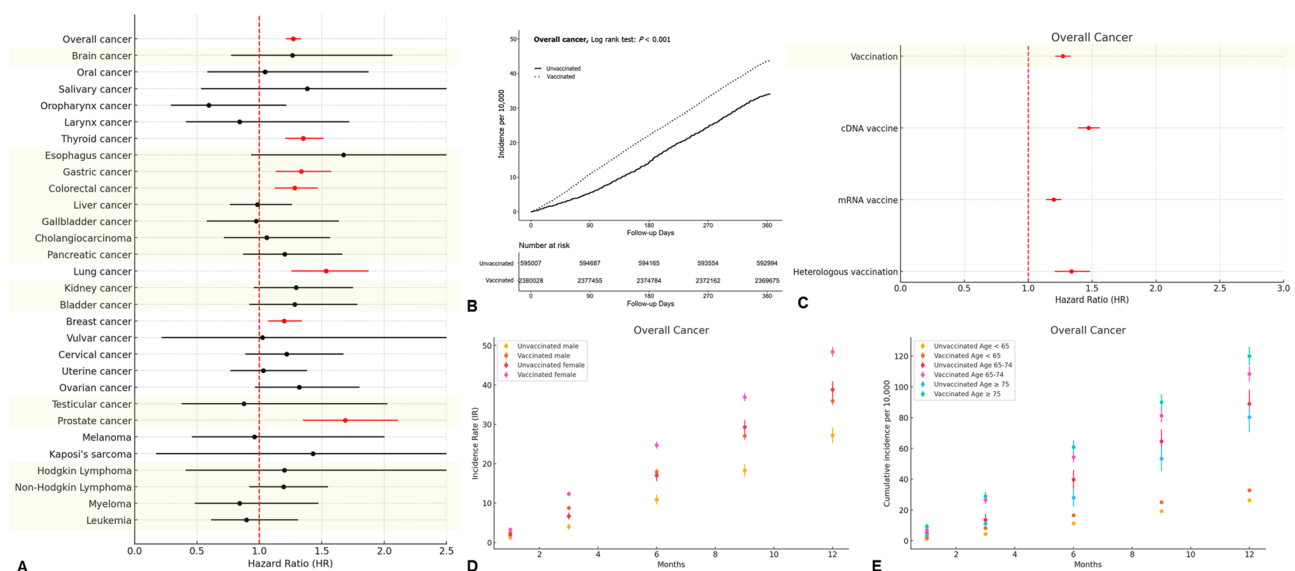 Overall cancer
Brain cancer
Oral cancer
Salivary cancer
Oropharynx cancer
Larynx cancer
Thyroid cancer
Esophagus cancer
Gastric cancer
Colorectal cancer
Liver cancer
Gallbladder cancer
Cholangiocarcinoma
Pancreatic cancer
Lung cancer
Kidney cancer
Bladder cancer
Breast cancer
Vulvar cancer
Cervical cancer
Uterine cancer
Ovarian cancer
Testicular cancer
Prostate cancer
Melanoma
Kaposi's sarcoma
Hodgkin Lymphoma
Non-Hodgkin Lymphoma
Myeloma
Leukemia
0.0 0.5 1.0 1.5 2.0 2.5
Hazard Ratio (HR)
A
Overall cancer, Log rank test: P < 0.001
Unvaccinated
Vaccinated
Incidence per 10,000
50
40
30
20
10
0
0 90 180 270 360
Follow-up Days
Number at risk
Unvaccinated 595007 594687 594165 593554 592994
Vaccinated 2380028 2377455 2374784 2372162 2369675
0 90 180 270 360
Follow-up Days
B
Overall Cancer
Vaccination
cDNA vaccine
mRNA vaccine
Heterologous vaccination
0.0 0.5 1.0 1.5 2.0 2.5 3.0
Hazard Ratio (HR)
C
Overall Cancer
Unvaccinated male
Vaccinated male
Unvaccinated female
Vaccinated female
Incidence Rate (IR)
50
40
30
20
10
0
2 4 6 8 10 12
Months
D
Overall Cancer
Unvaccinated Age < 65
Vaccinated Age < 65
Unvaccinated Age 65-74
Vaccinated Age 65-74
Unvaccinated Age ≥ 75
Vaccinated Age ≥ 75
Cumulative incidence per 10,000
120
100
80
60
40
20
0
2 4 6 8 10 12
Months
E